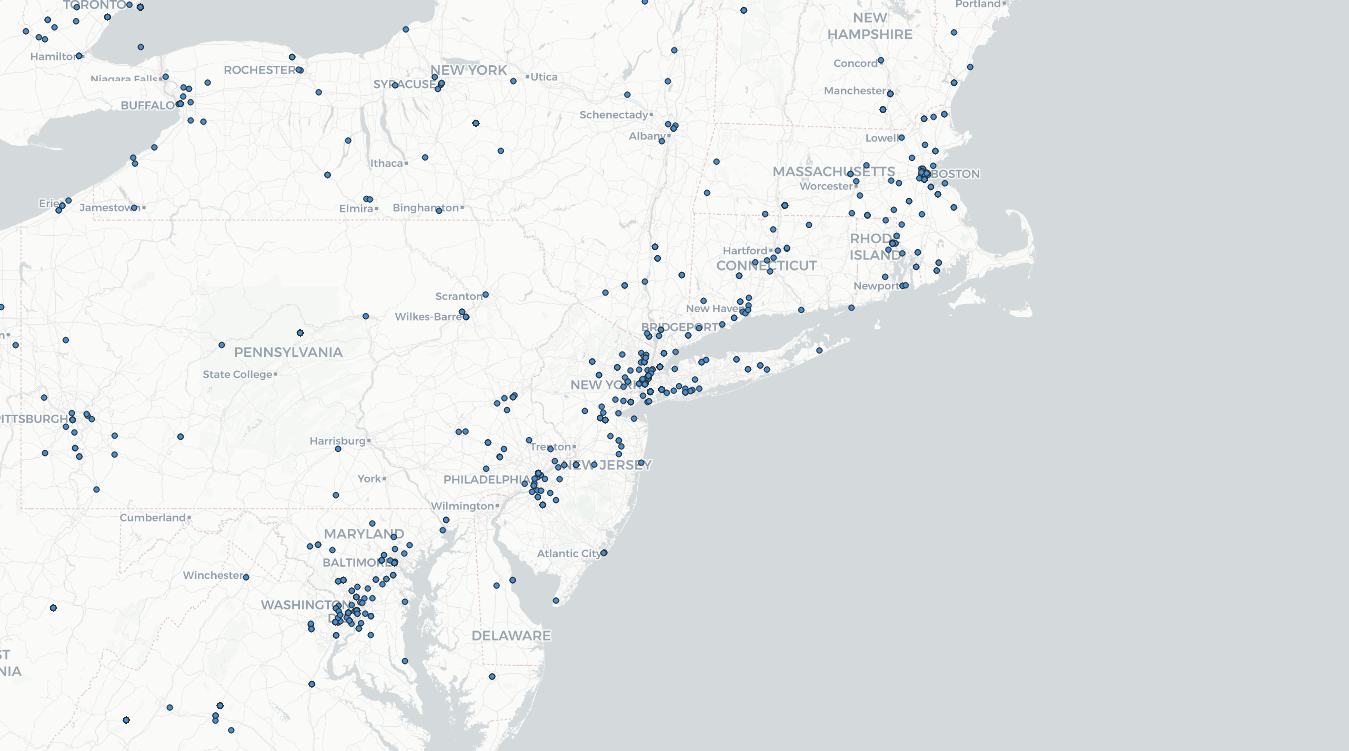 TORONTO
Portland
NEW
HAMPSHIRE
Hamilton
ROCHESTER
NEW YORK
Utica
Concord
Niagara Falls
SYRACUSE
Manchester
BUFFALO
Schenectady
Albany
Lowell
Ithaca
MASSACHUSETTS
BOSTON
Worcester
Erie
Jamestown
Elmira
Binghamton
RHODE
ISLAND
Hartford
CONNECTICUT
Newport
Scranton
New Haven
Wilkes-Barre
BRIDGEPORT
PENNSYLVANIA
State College
NEW YORK
PITTSBURGH
Harrisburg
Trenton
NEW JERSEY
York
PHILADELPHIA
Wilmington
Cumberland
MARYLAND
Atlantic City
BALTIMORE
Winchester
WASHINGTON
DELAWARE